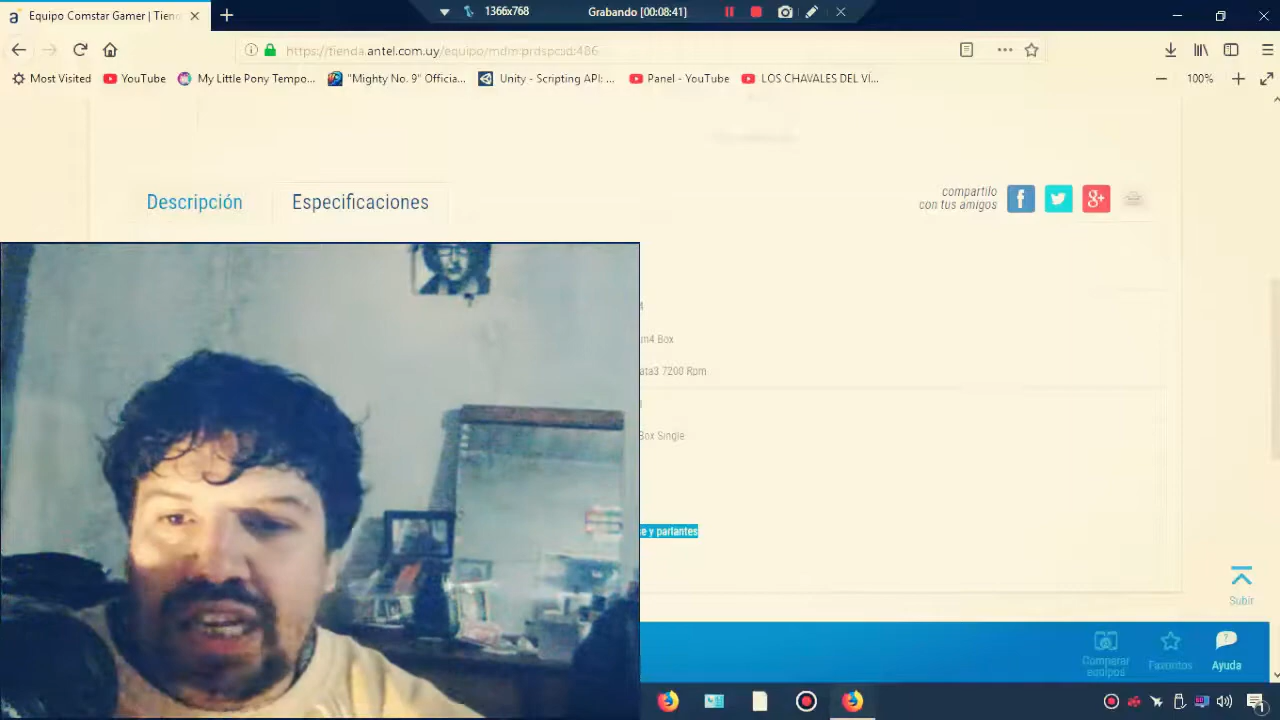 Equipo Comstar Gamer | Tiend
1366x768
Grabando [00:08:41]
https://tienda.antel.com.uy/equipo/mdm:prdspcud:486
Most Visited
YouTube
My Little Pony Tempo...
"Mighty No. 9" Officia...
Unity - Scripting API: ...
Panel - YouTube
LOS CHAVALES DEL VÍ...
100%
Descripción
Especificaciones
compartilo
con tus amigos
m4 Box
ata3 7200 Rpm
Box Single
e y parlantes
Subir
Comparar
equipos
Favoritos
Ayuda